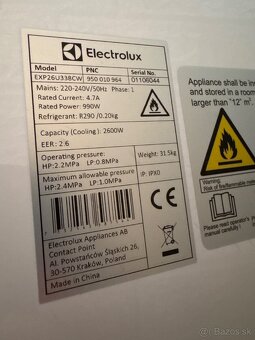 Electrolux
Model PNC Serial No.
EXP26U338CW 950 010 964 01106044
Mains: 220-240V/50Hz Phase: 1
Rated Current: 4.7A
Rated Power: 990W
Refrigerant: R290 /0.20kg
Capacity (Cooling) : 2600W
EER: 2.6
Operating pressure:
HP:2.2MPa LP:0.8MPa
Weight: 31.5kg
Maximum allowable pressure
HP:2.4MPa LP:1.0MPa
IP: IPX0
Electrolux Appliances AB
Contact Point
Al. Powstańców Śląskich 26,
30-570 Kraków, Poland
Made in China
Appliance shall be
and stored in a room
larger than "12" m².
Warning,
Risk of fire/flammable
Read operator's
manual carefully !
bazos.sk